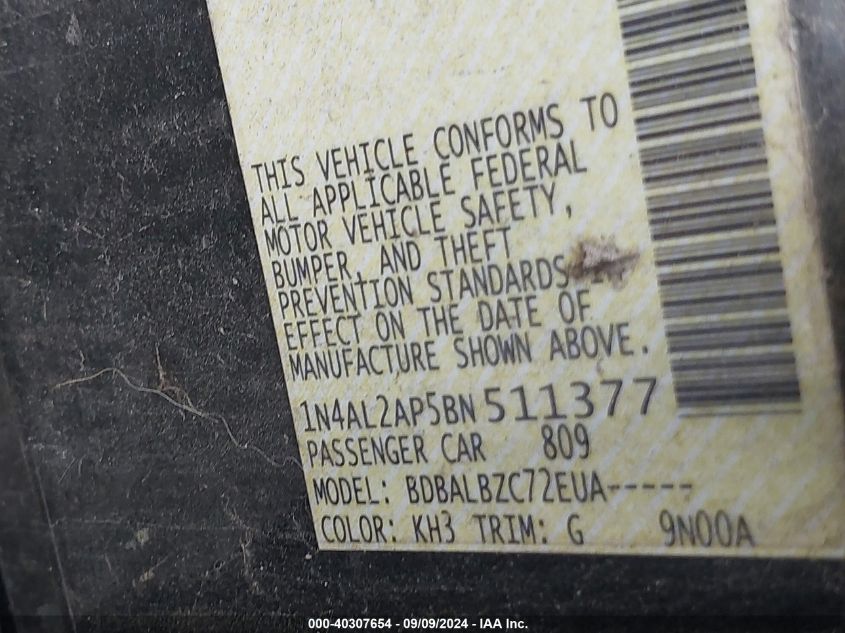 THIS VEHICLE CONFORMS TO
ALL APPLICABLE FEDERAL
MOTOR VEHICLE SAFETY,
BUMPER, AND THEFT
PREVENTION STANDARDS
EFFECT ON THE DATE OF
MANUFACTURE SHOWN ABOVE.
1N4AL2AP5BN 511377
PASSENGER CAR 809
MODEL: BDBALBZC72EUA-----
COLOR: KH3 TRIM: G 9N00A
000-40307654 - 09/09/2024 - IAA Inc.